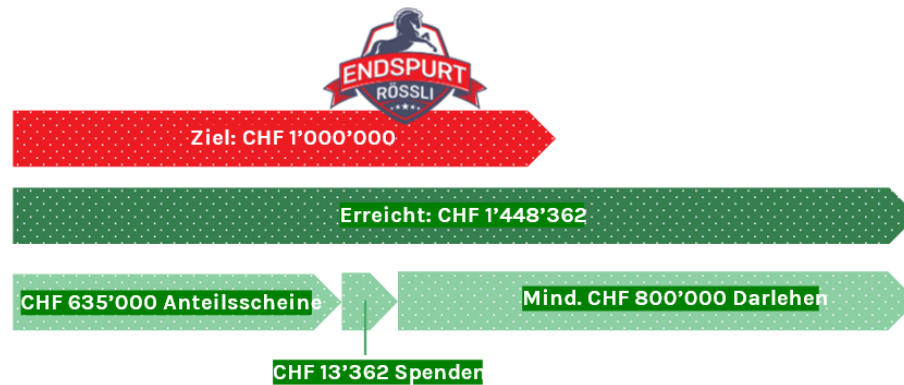 ENDSPURT
RÖSSLI
Ziel: CHF 1’000’000
Erreicht: CHF 1’448’362
CHF 635’000 Anteilsscheine
Mind. CHF 800’000 Darlehen
CHF 13’362 Spenden